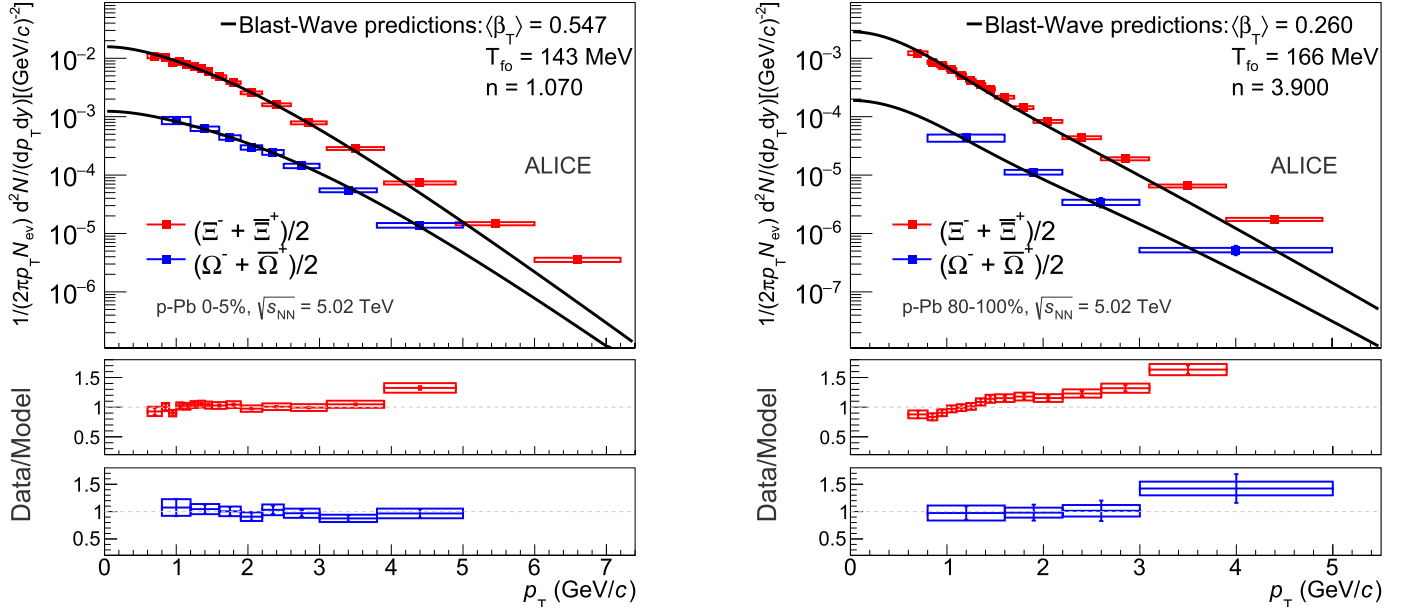 1/(2πp_T N_ev) d²N/(dp_T dy)[(GeV/c)⁻²]
Blast-Wave predictions: ⟨β_T⟩ = 0.547
T_fo = 143 MeV
n = 1.070
10⁻²
10⁻³
10⁻⁴
10⁻⁵
10⁻⁶
ALICE
(Ξ⁻ + Ξ̅⁺)/2
(Ω⁻ + Ω̅⁺)/2
p-Pb 0-5%, √s_NN = 5.02 TeV
Data/Model
1.5
1
0.5
1.5
1
0.5
0 1 2 3 4 5 6 7
p_T (GeV/c)
1/(2πp_T N_ev) d²N/(dp_T dy)[(GeV/c)⁻²]
Blast-Wave predictions: ⟨β_T⟩ = 0.260
T_fo = 166 MeV
n = 3.900
10⁻³
10⁻⁴
10⁻⁵
10⁻⁶
10⁻⁷
ALICE
(Ξ⁻ + Ξ̅⁺)/2
(Ω⁻ + Ω̅⁺)/2
p-Pb 80-100%, √s_NN = 5.02 TeV
Data/Model
1.5
1
0.5
1.5
1
0.5
0 1 2 3 4 5
p_T (GeV/c)